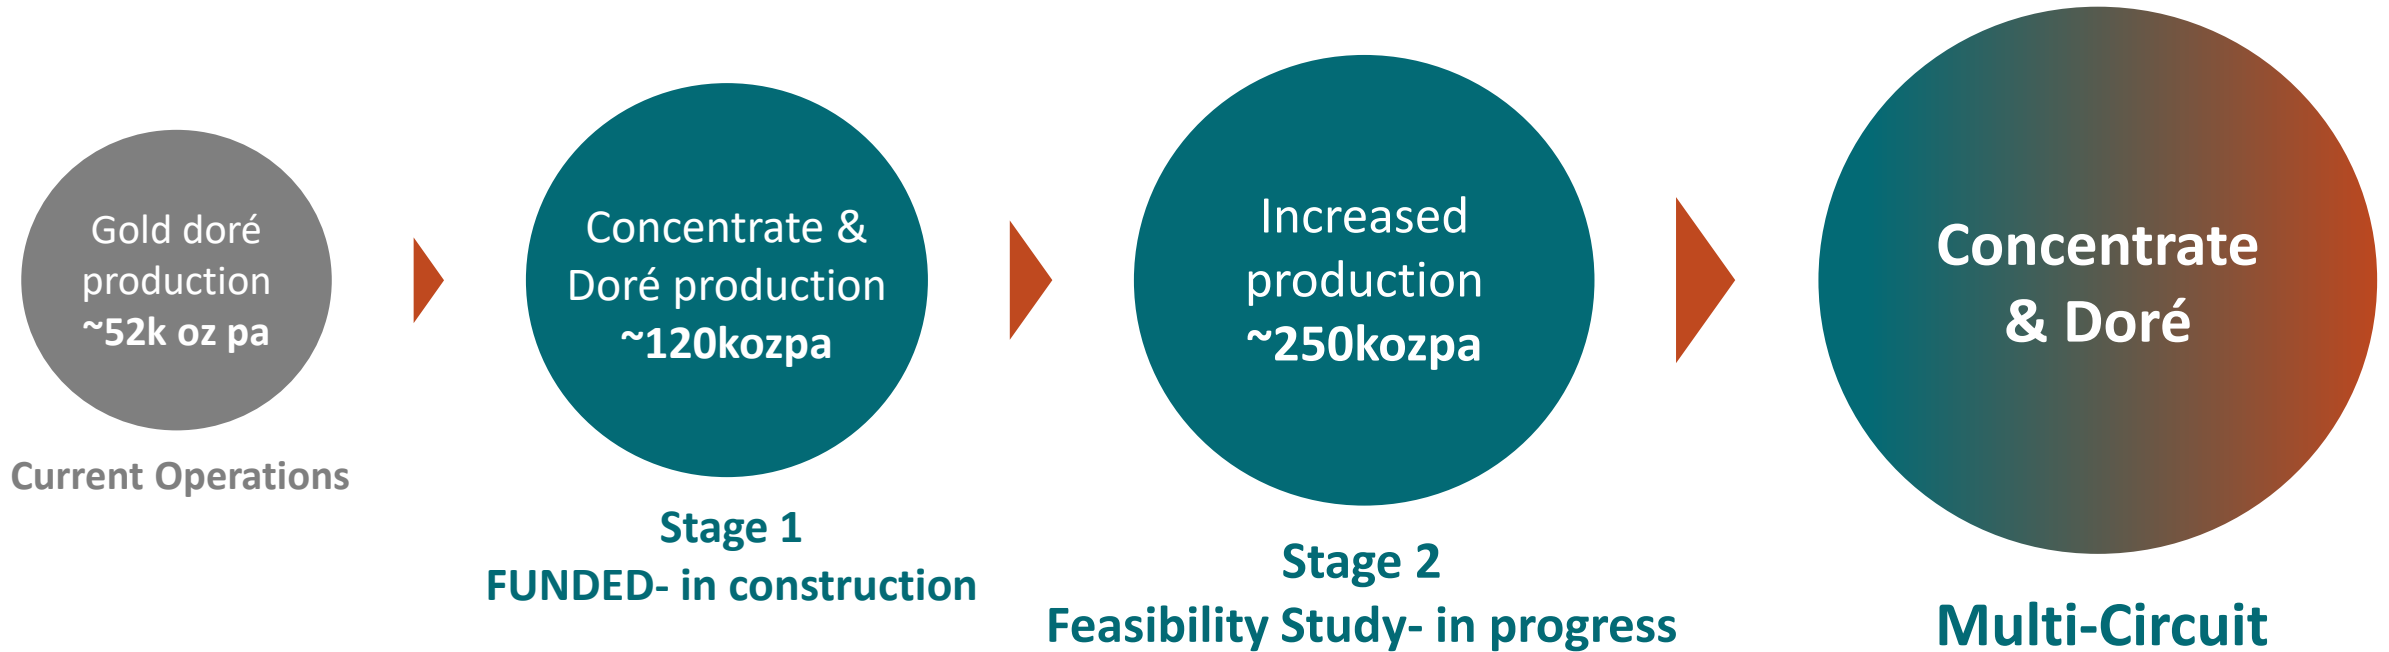 Gold doré
production
~52k oz pa
Current Operations
Concentrate &
Doré production
~120kozpa
Stage 1
FUNDED- in construction
Increased
production
~250kozpa
Stage 2
Feasibility Study- in progress
Concentrate
& Doré
Multi-Circuit